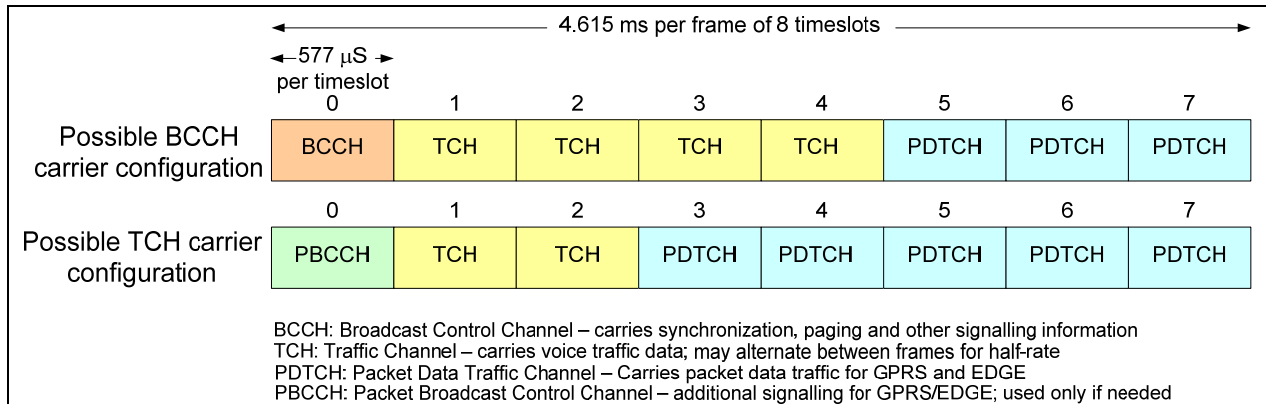 4.615 ms per frame of 8 timeslots
577 μS
per timeslot
0 1 2 3 4 5 6 7
Possible BCCH
carrier configuration
BCCH TCH TCH TCH TCH PDTCH PDTCH PDTCH
0 1 2 3 4 5 6 7
Possible TCH carrier
configuration
PBCCH TCH TCH PDTCH PDTCH PDTCH PDTCH PDTCH
BCCH: Broadcast Control Channel – carries synchronization, paging and other signalling information
TCH: Traffic Channel – carries voice traffic data; may alternate between frames for half-rate
PDTCH: Packet Data Traffic Channel – Carries packet data traffic for GPRS and EDGE
PBCCH: Packet Broadcast Control Channel – additional signalling for GPRS/EDGE; used only if needed